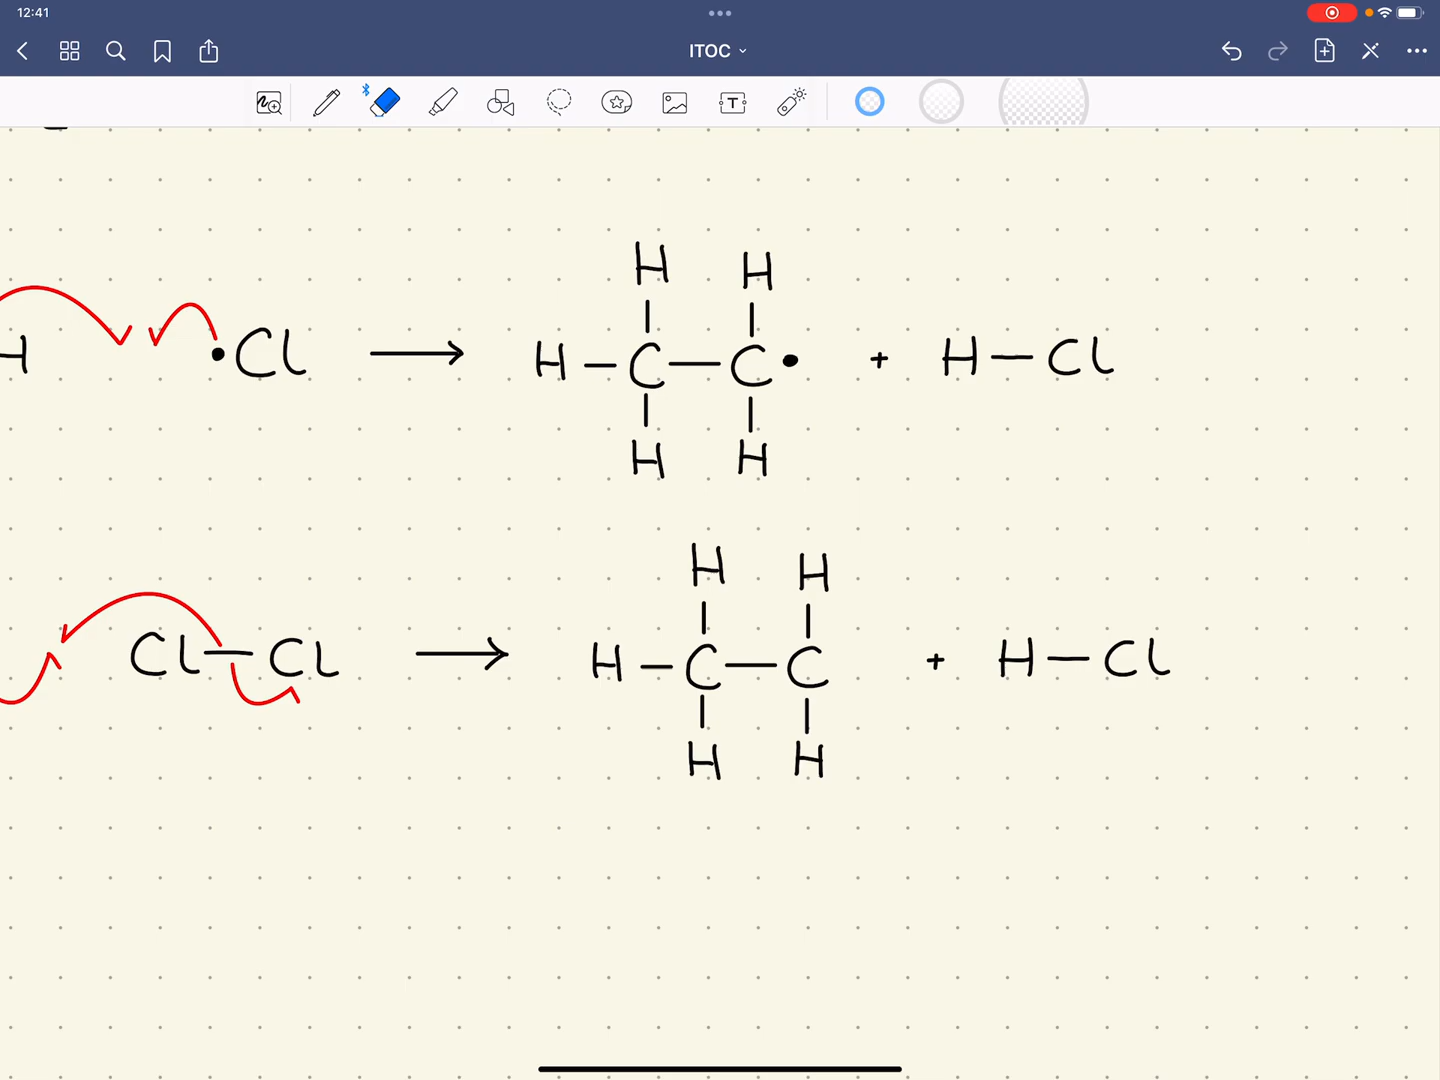 12:41
ITOC
T
H H
H •Cl → H – C – C• + H – Cl
H H
H H
Cl – Cl → H – C – C + H – Cl
H H